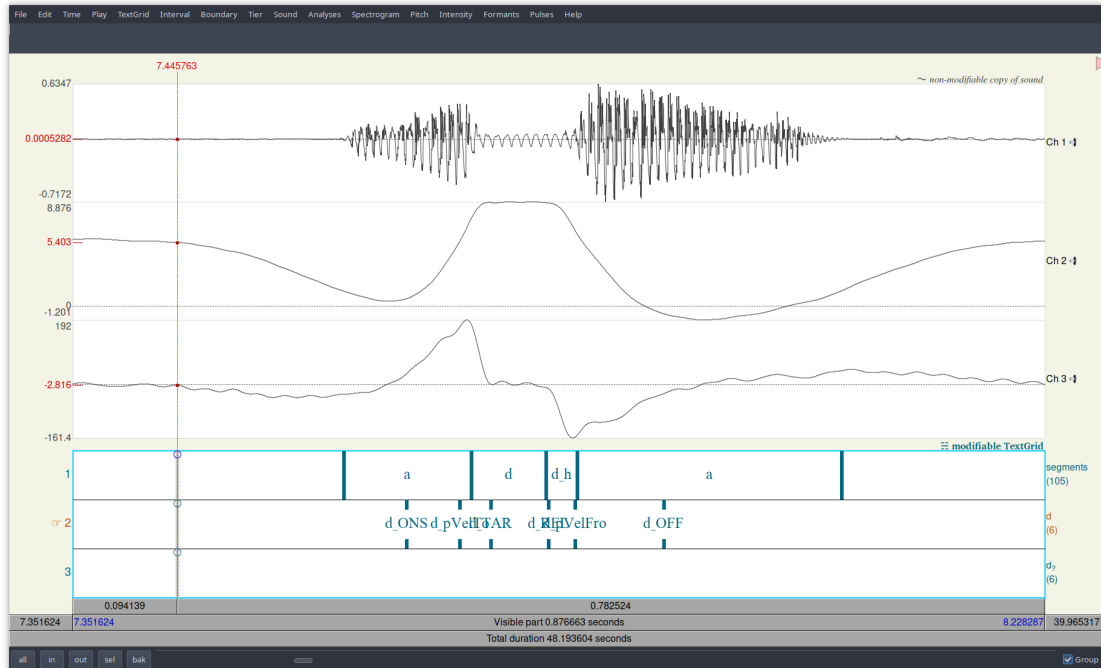 File Edit Time Play TextGrid Interval Boundary Tier Sound Analyses Spectrogram Pitch Intensity Formants Pulses Help
7.445763
0.6347
~ non-modifiable copy of sound
0.0005282
Ch 1
-0.7172
8.876
5.403
Ch 2
0
-1.201
192
-2.816
Ch 3
-161.4
modifiable TextGrid
1 a d d_h a segments
(105)
2 d_ONS d_OFF d
(6)
3 d?
(6)
0.094139 0.782524
7.351624 7.351624 Visible part 0.876663 seconds 8.228287 39.965317
Total duration 48.193604 seconds
all in out sel bak Group